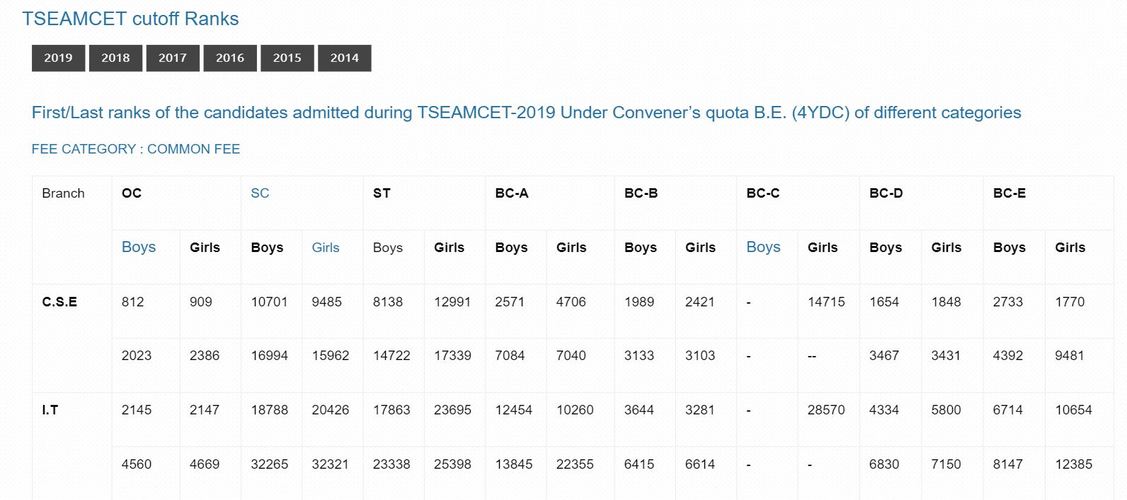 TSEAMCET cutoff Ranks
2019 2018 2017 2016 2015 2014
First/Last ranks of the candidates admitted during TSEAMCET-2019 Under Convener’s quota B.E. (4YDC) of different categories
FEE CATEGORY : COMMON FEE
Branch OC SC ST BC-A BC-B BC-C BC-D BC-E
Boys Girls Boys Girls Boys Girls Boys Girls Boys Girls Boys Girls Boys Girls Boys Girls
C.S.E 812 909 10701 9485 8138 12991 2571 4706 1989 2421 - 14715 1654 1848 2733 1770
2023 2386 16994 15962 14722 17339 7084 7040 3133 3103 - -- 3467 3431 4392 9481
I.T 2145 2147 18788 20426 17863 23695 12454 10260 3644 3281 - 28570 4334 5800 6714 10654
4560 4669 32265 32321 23338 25398 13845 22355 6415 6614 - - 6830 7150 8147 12385